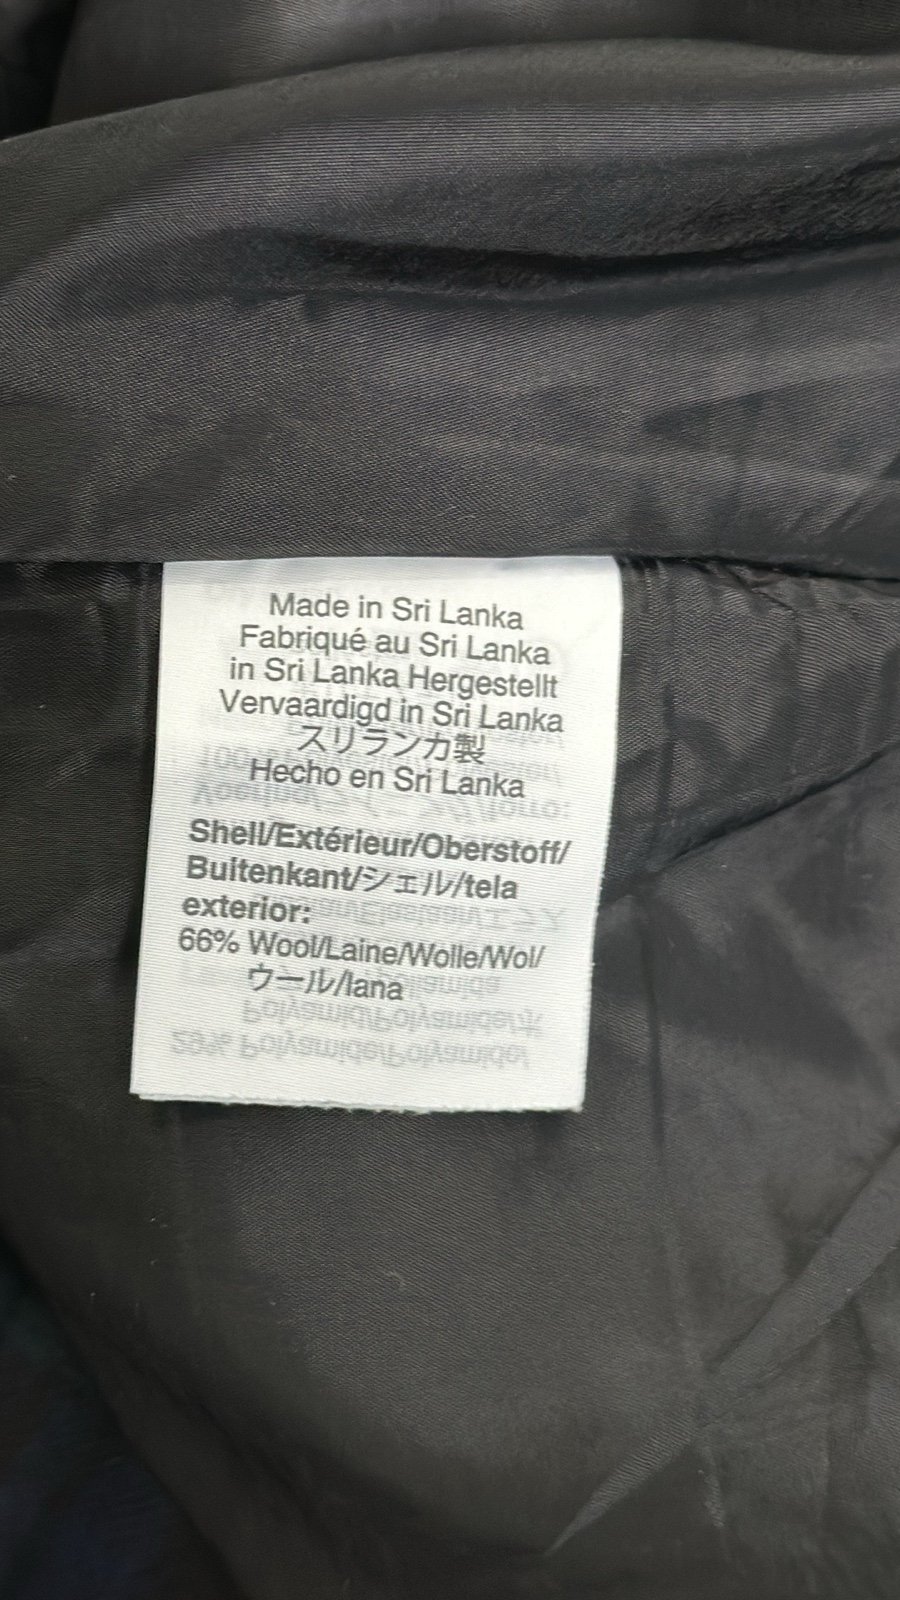 Made in Sri Lanka
Fabriqué au Sri Lanka
in Sri Lanka Hergestellt
Vervaardigd in Sri Lanka
スリランカ製
Hecho en Sri Lanka
Shell/Extérieur/Oberstoff/
Buitenkant/シェル/tela
exterior:
66% Wool/Laine/Wolle/Wol/
ウール/lana